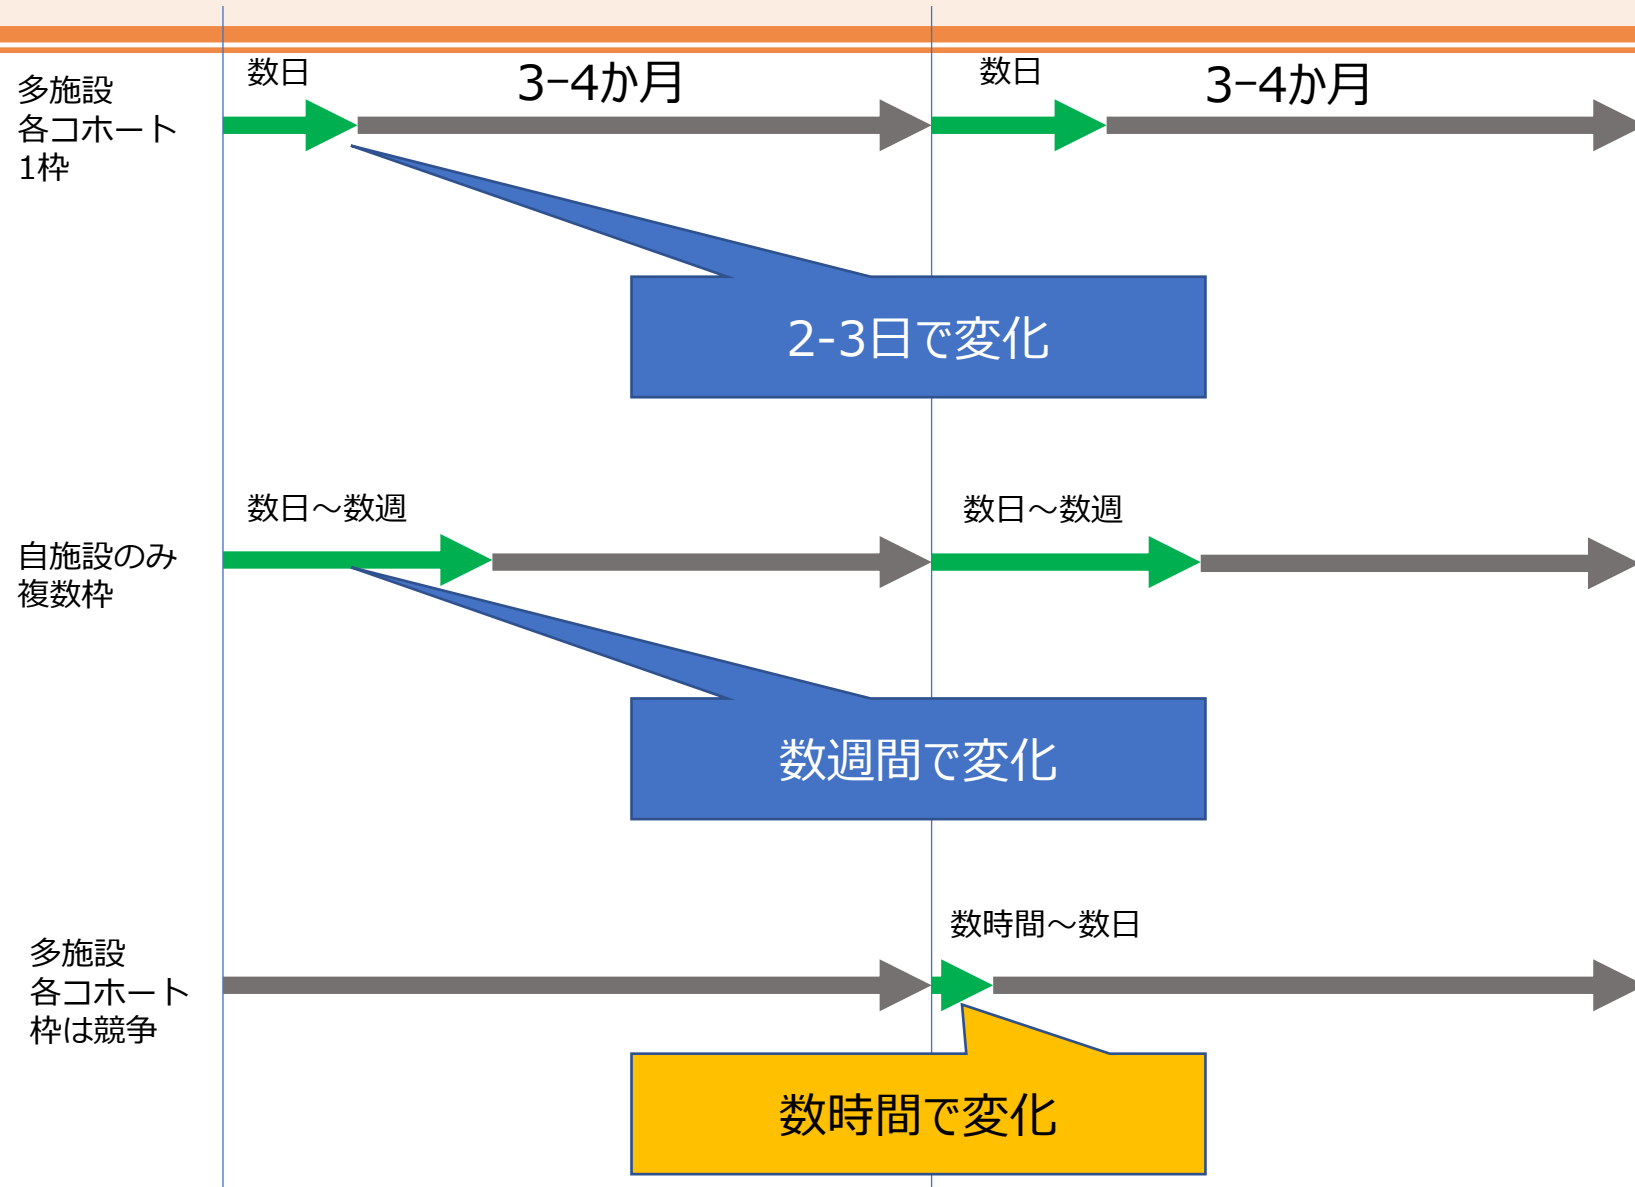 数日
3ｰ4か月
数日
3ｰ4か月
多施設
各コホート
1枠
2-3日で変化
数日～数週
数日～数週
自施設のみ
複数枠
数週間で変化
数時間～数日
多施設
各コホート
枠は競争
数時間で変化